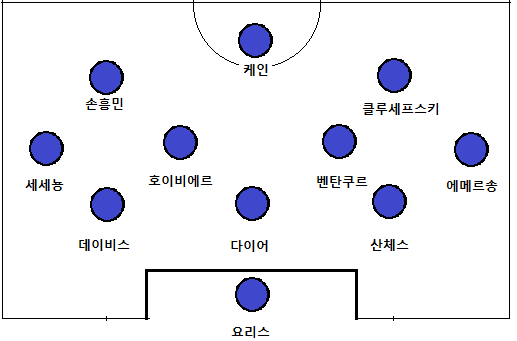 케인
손흥민
클루셰프스키
세세뇽
호이비에르
벤탄쿠르
에메르송
데이비스
다이어
산체스
요리스